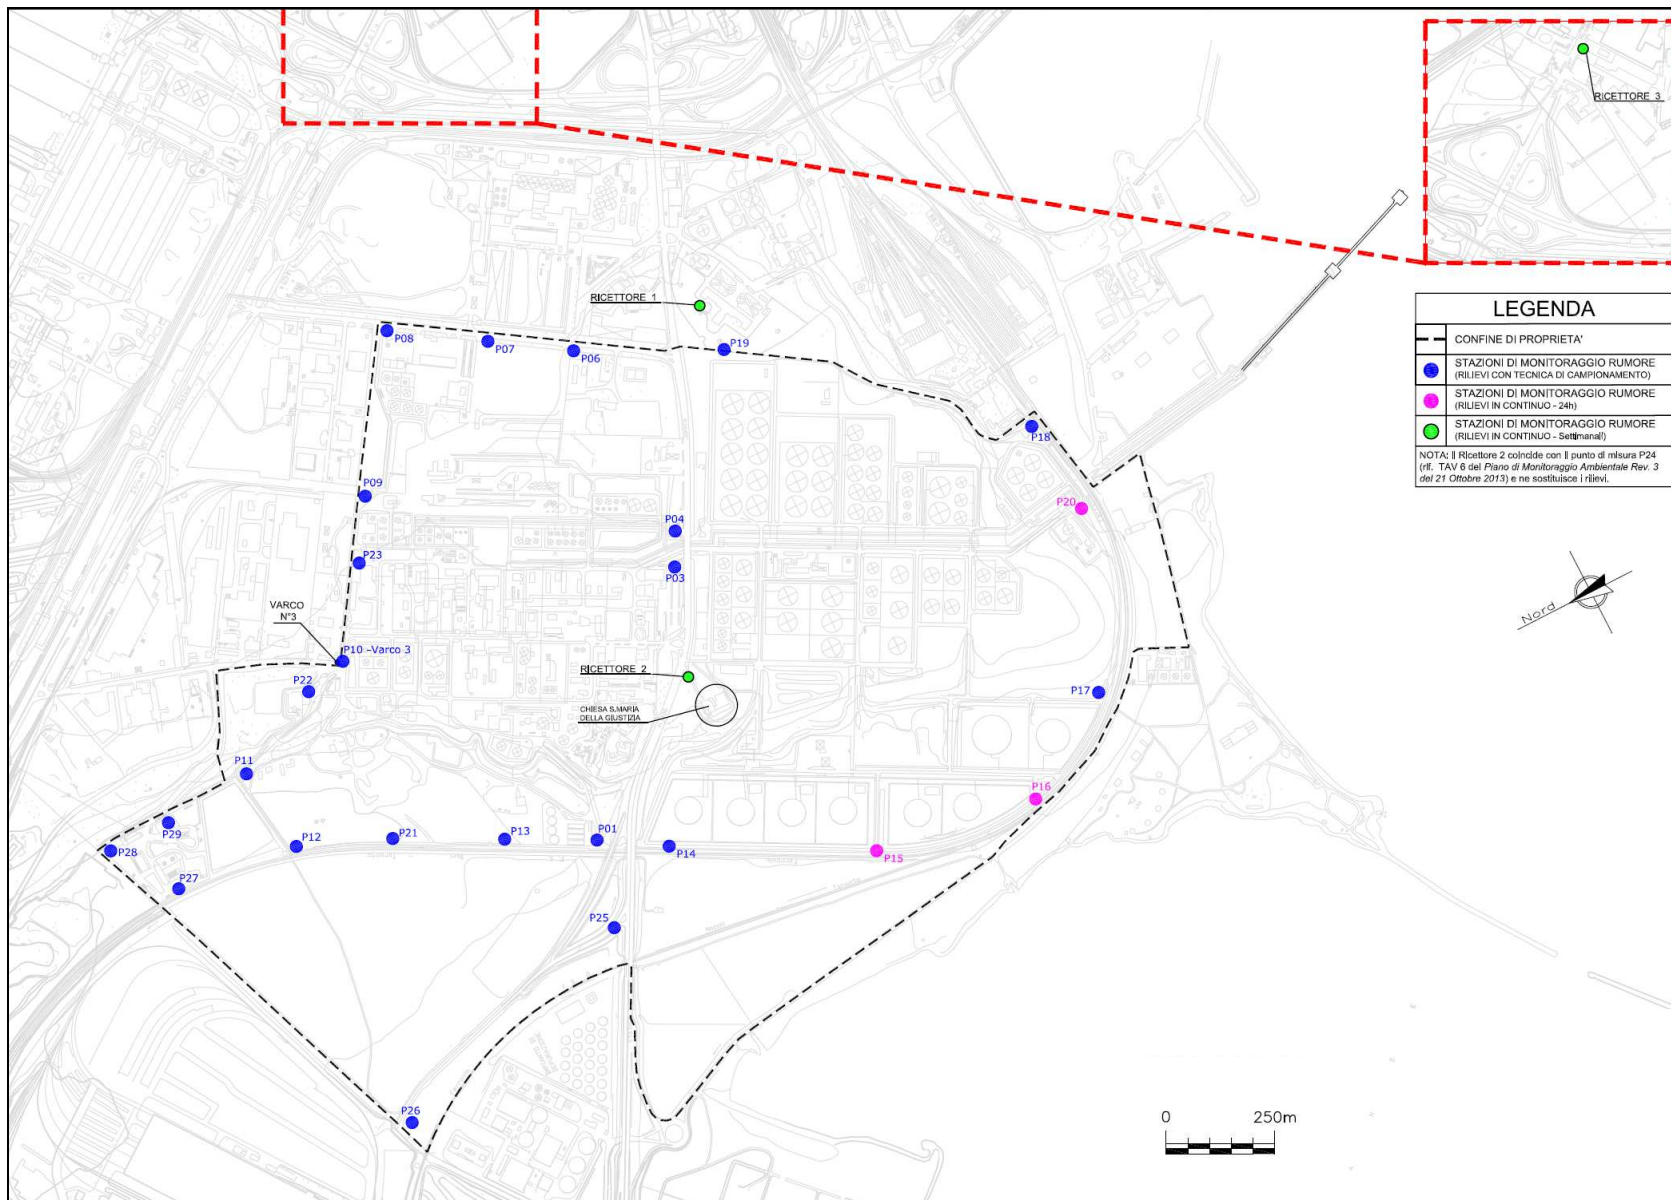 RICETTORE 3
RICETTORE 1
LEGENDA
CONFINE DI PROPRIETA'
STAZIONI DI MONITORAGGIO RUMORE
(RILIEVI CON TECNICA DI CAMPIONAMENTO)
STAZIONI DI MONITORAGGIO RUMORE
(RILIEVI IN CONTINUO - 24h)
STAZIONI DI MONITORAGGIO RUMORE
(RILIEVI IN CONTINUO - Settimanali)
NOTA: Il Ricettore 2 coincide con il punto di misura P24
(rif. TAV 6 del Piano di Monitoraggio Ambientale Rev. 3
del 21 Ottobre 2013) e ne sostituisce i rilievi.
P08
P07
P06
P19
P18
P09
P20
P04
P23
P03
Nord
VARCO
N°3
P10 -Varco 3
RICETTORE 2
P22
P17
CHIESA S.MARIA
DELLA GIUSTIZIA
P11
P16
P29
P12
P21
P13
P01
P28
P14
P15
P27
P25
P26
0 250m